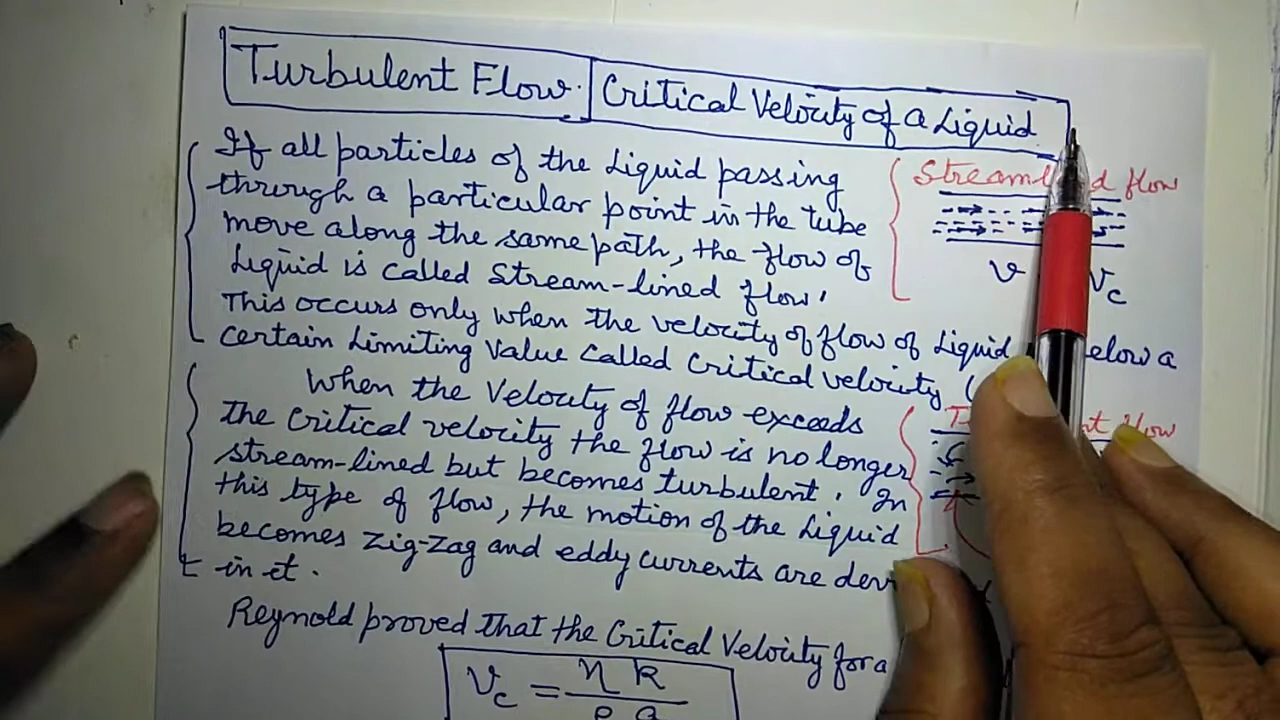 Turbulent Flow. Critical Velocity of a Liquid
If all particles of the Liquid passing
through a particular point in the tube
move along the same path, the flow of
Liquid is called stream-lined flow.
This occurs only when the velocity of flow of Liquid elow a
certain Limiting Value called Critical velocity (
When the Velouty of flow exceeds
the critical velocity the flow is no longer
stream-lined but becomes turbulent. In
this type of flow, the motion of the Liquid
becomes zig-zag and eddy currents are dev
in it.
Reynold proved that the Critical Velocity for a
Vc = η k
ρ a
Stream d flow
v Vc
T nt flow